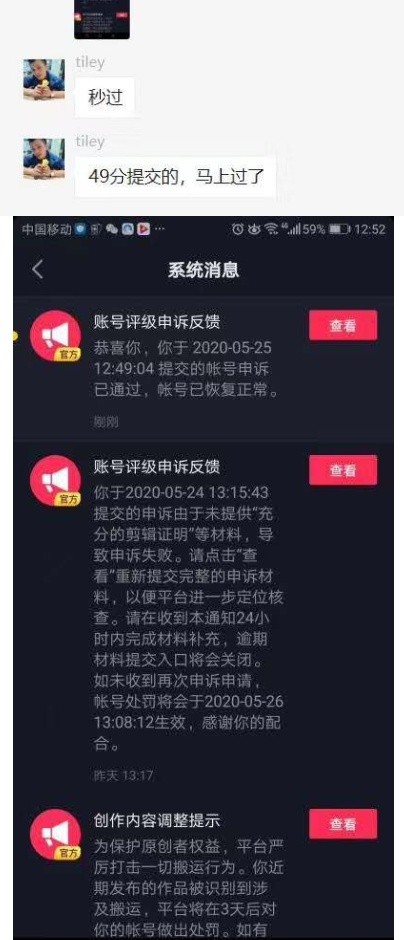 tiley
秒过
tiley
49分提交的，马上过了
中国移动 59% 12:52
系统消息
账号评级申诉反馈
查看
恭喜你，你于 2020-05-25
12:49:04 提交的帐号申诉
已通过，帐号已恢复正常。
官方
刚刚
账号评级申诉反馈
查看
你于2020-05-24 13:15:43
提交的申诉由于未提供“充
分的剪辑证明”等材料，导
致申诉失败。请点击“查
看”重新提交完整的申诉材
料，以便平台进一步定位核
查。请在收到本通知24小
时内完成材料补充，逾期
材料提交入口将会关闭。
如未收到再次申诉申请，
帐号处罚将会于2020-05-26
13:08:12生效，感谢你的配
合。
官方
昨天 13:17
创作内容调整提示
查看
为保护原创者权益，平台严
厉打击一切搬运行为。你近
期发布的作品被识别到涉
及搬运，平台将在3天后对
你的帐号做出处罚。如有
官方